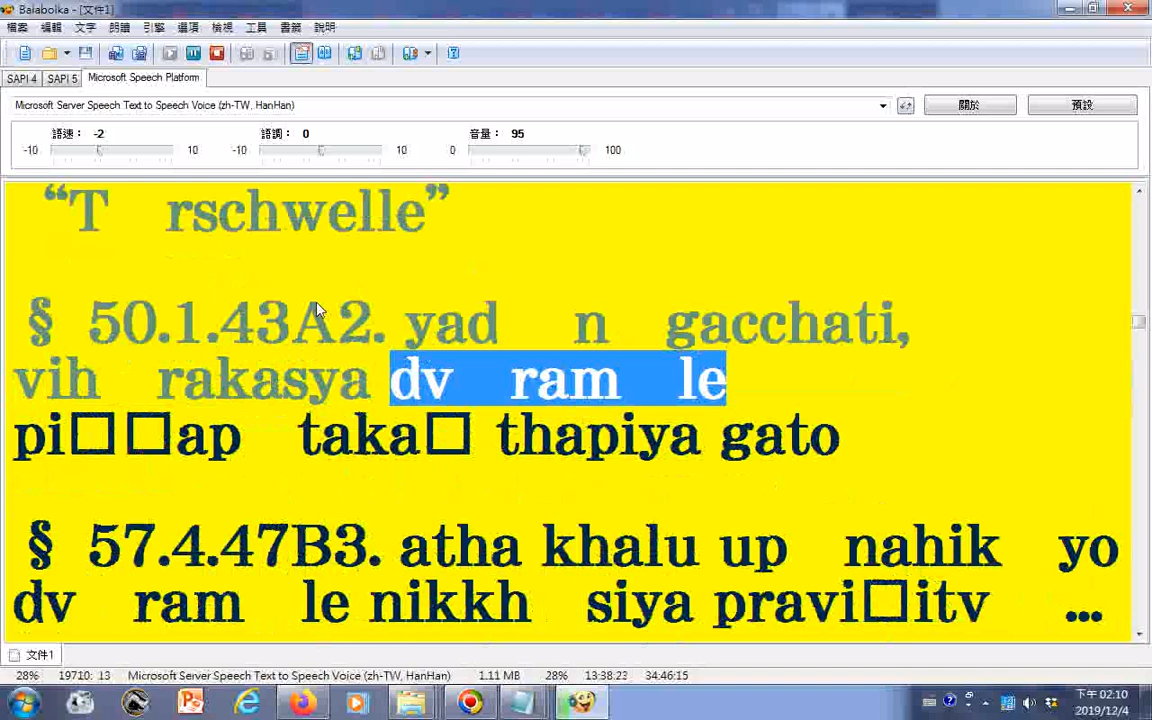 Balabolka - [文件1]
檔案 編輯 文字 朗讀 引擎 選項 檢視 工具 書籤 說明
SAPI 4 SAPI 5 Microsoft Speech Platform
Microsoft Server Speech Text to Speech Voice (zh-TW, HanHan)
關於 預設
語速： -2 語調： 0 音量： 95
-10 10 -10 10 0 100
“T rschwelle”
§ 50.1.43A2. yad n gacchati,
vih rakasya dv ram le
pi□□ap taka□ thapiya gato
§ 57.4.47B3. atha khalu up nahik yo
dv ram le nikkh siya pravi□itv ...
文件1
28% 19710: 13 Microsoft Server Speech Text to Speech Voice (zh-TW, HanHan) 1.11 MB 28% 13:38:23 34:46:15
下午 02:10
2019/12/4